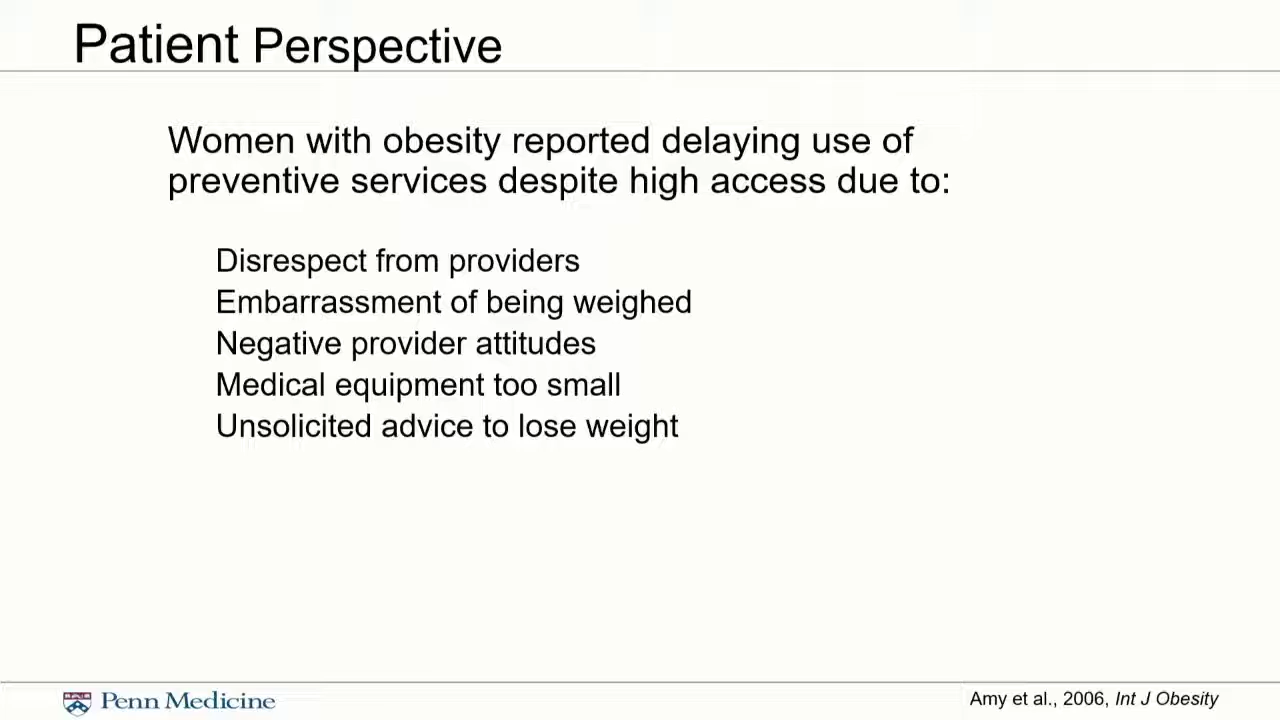 Patient Perspective
Women with obesity reported delaying use of
preventive services despite high access due to:
Disrespect from providers
Embarrassment of being weighed
Negative provider attitudes
Medical equipment too small
Unsolicited advice to lose weight
Penn Medicine
Amy et al., 2006, Int J Obesity